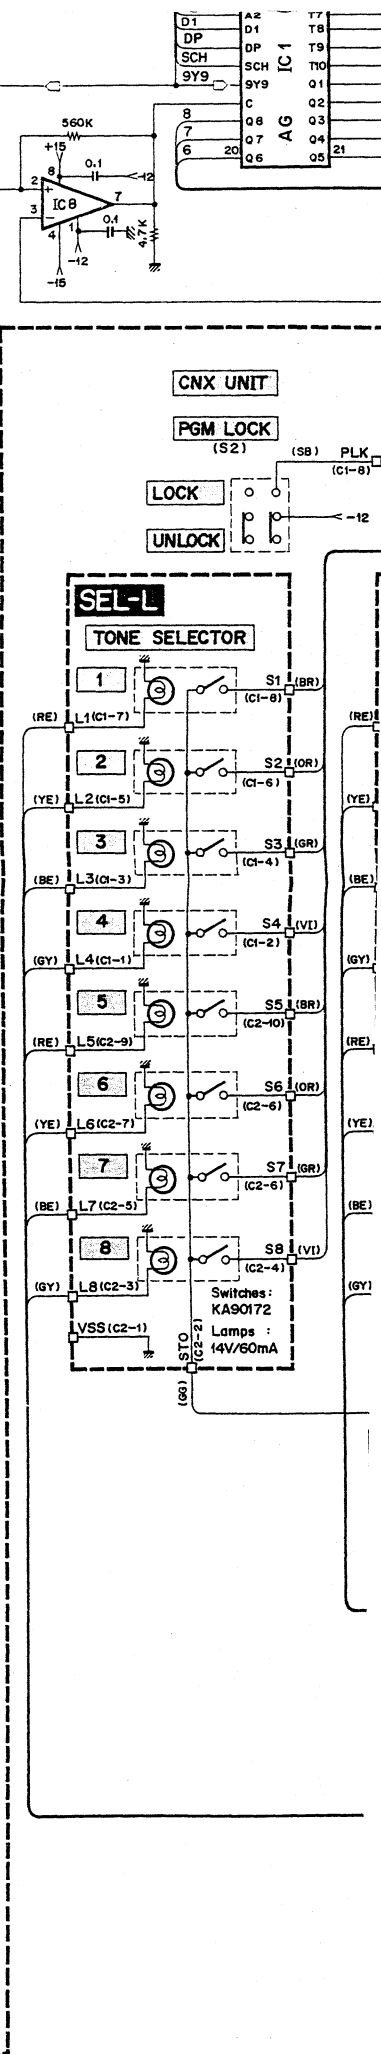 A2 T7
D1 D1 T8
DP DP T9
SCH SCH T10
9Y9 9Y9 Q1
IC 1
C Q2
8 Q8 Q3
7 Q7 AG Q4
6 20 Q6 Q5 21
560K
+15
8 0.1 -12
2 + IC8 7
3 - 1 0.1 4.7K
4 -12
-15
CNX UNIT
PGM LOCK
(S2)
(SB) PLK
(C1-8)
LOCK
-12
UNLOCK
SEL-L
TONE SELECTOR
1 S1 (BR)
(C1-8)
(RE) L1(C1-7) (RE)
2 S2 (OR)
(C1-6)
(YE) L2(C1-5) (YE)
3 S3 (GR)
(C1-4)
(BE) L3(C1-3) (BE)
4 S4 (VI)
(C1-2)
(GY) L4(C1-1) (GY)
5 S5 (BR)
(C2-10)
(RE) L5(C2-9) (RE)
6 S6 (OR)
(C2-6)
(YE) L6(C2-7) (YE)
7 S7 (GR)
(C2-6)
(BE) L7(C2-5) (BE)
8 S8 (VI)
(C2-4)
(GY) L8(C2-3) (GY)
Switches:
KA90172
VSS(C2-1)
Lamps :
14V/60mA
STO
(C2-2)
(GG)